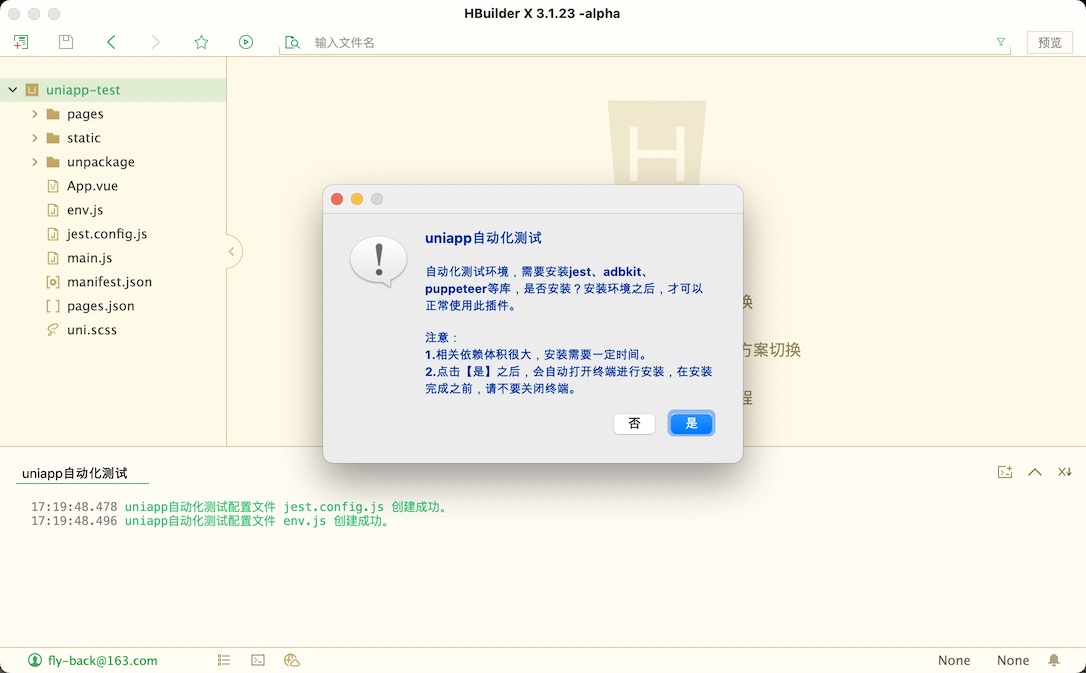 HBuilder X 3.1.23 -alpha
输入文件名
预览
uniapp-test
pages
static
unpackage
App.vue
env.js
jest.config.js
main.js
manifest.json
pages.json
uni.scss
H
换
方案切换
程
uniapp自动化测试
自动化测试环境，需要安装jest、adbkit、
puppeteer等库，是否安装？安装环境之后，才可以
正常使用此插件。
注意：
1.相关依赖体积很大，安装需要一定时间。
2.点击【是】之后，会自动打开终端进行安装，在安装
完成之前，请不要关闭终端。
否
是
uniapp自动化测试
17:19:48.478 uniapp自动化测试配置文件 jest.config.js 创建成功。
17:19:48.496 uniapp自动化测试配置文件 env.js 创建成功。
fly-back@163.com
None
None